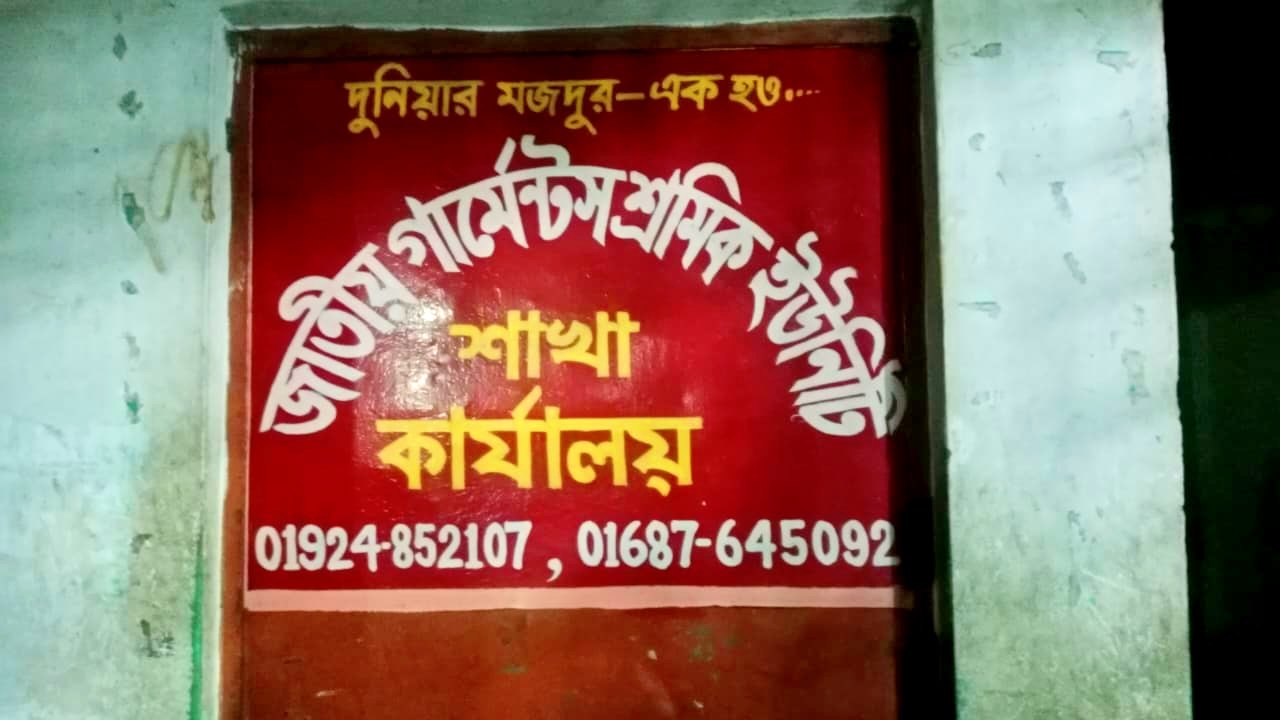 দুনিয়ার মজদুর-এক হও....
জাতীয় গার্মেন্টস শ্রমিক ইউনিটি
শাখা
কার্যালয়
01924-852107, 01687-645092